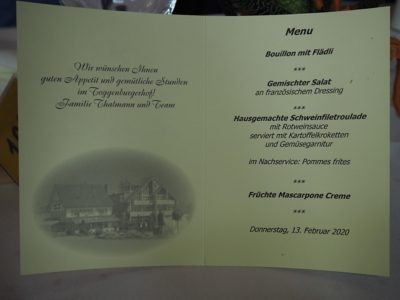 Wir wünschen Ihnen
guten Appetit und gemütliche Stunden
im Toggenburgerhof!
Familie Thalmann und Team
Menu
Bouillon mit Flädli
***
Gemischter Salat
an französischem Dressing
***
Hausgemachte Schweinfiletroulade
mit Rotweinsauce
serviert mit Kartoffelkroketten
und Gemüsegarnitur
im Nachservice: Pommes frites
***
Früchte Mascarpone Creme
***
Donnerstag, 13. Februar 2020